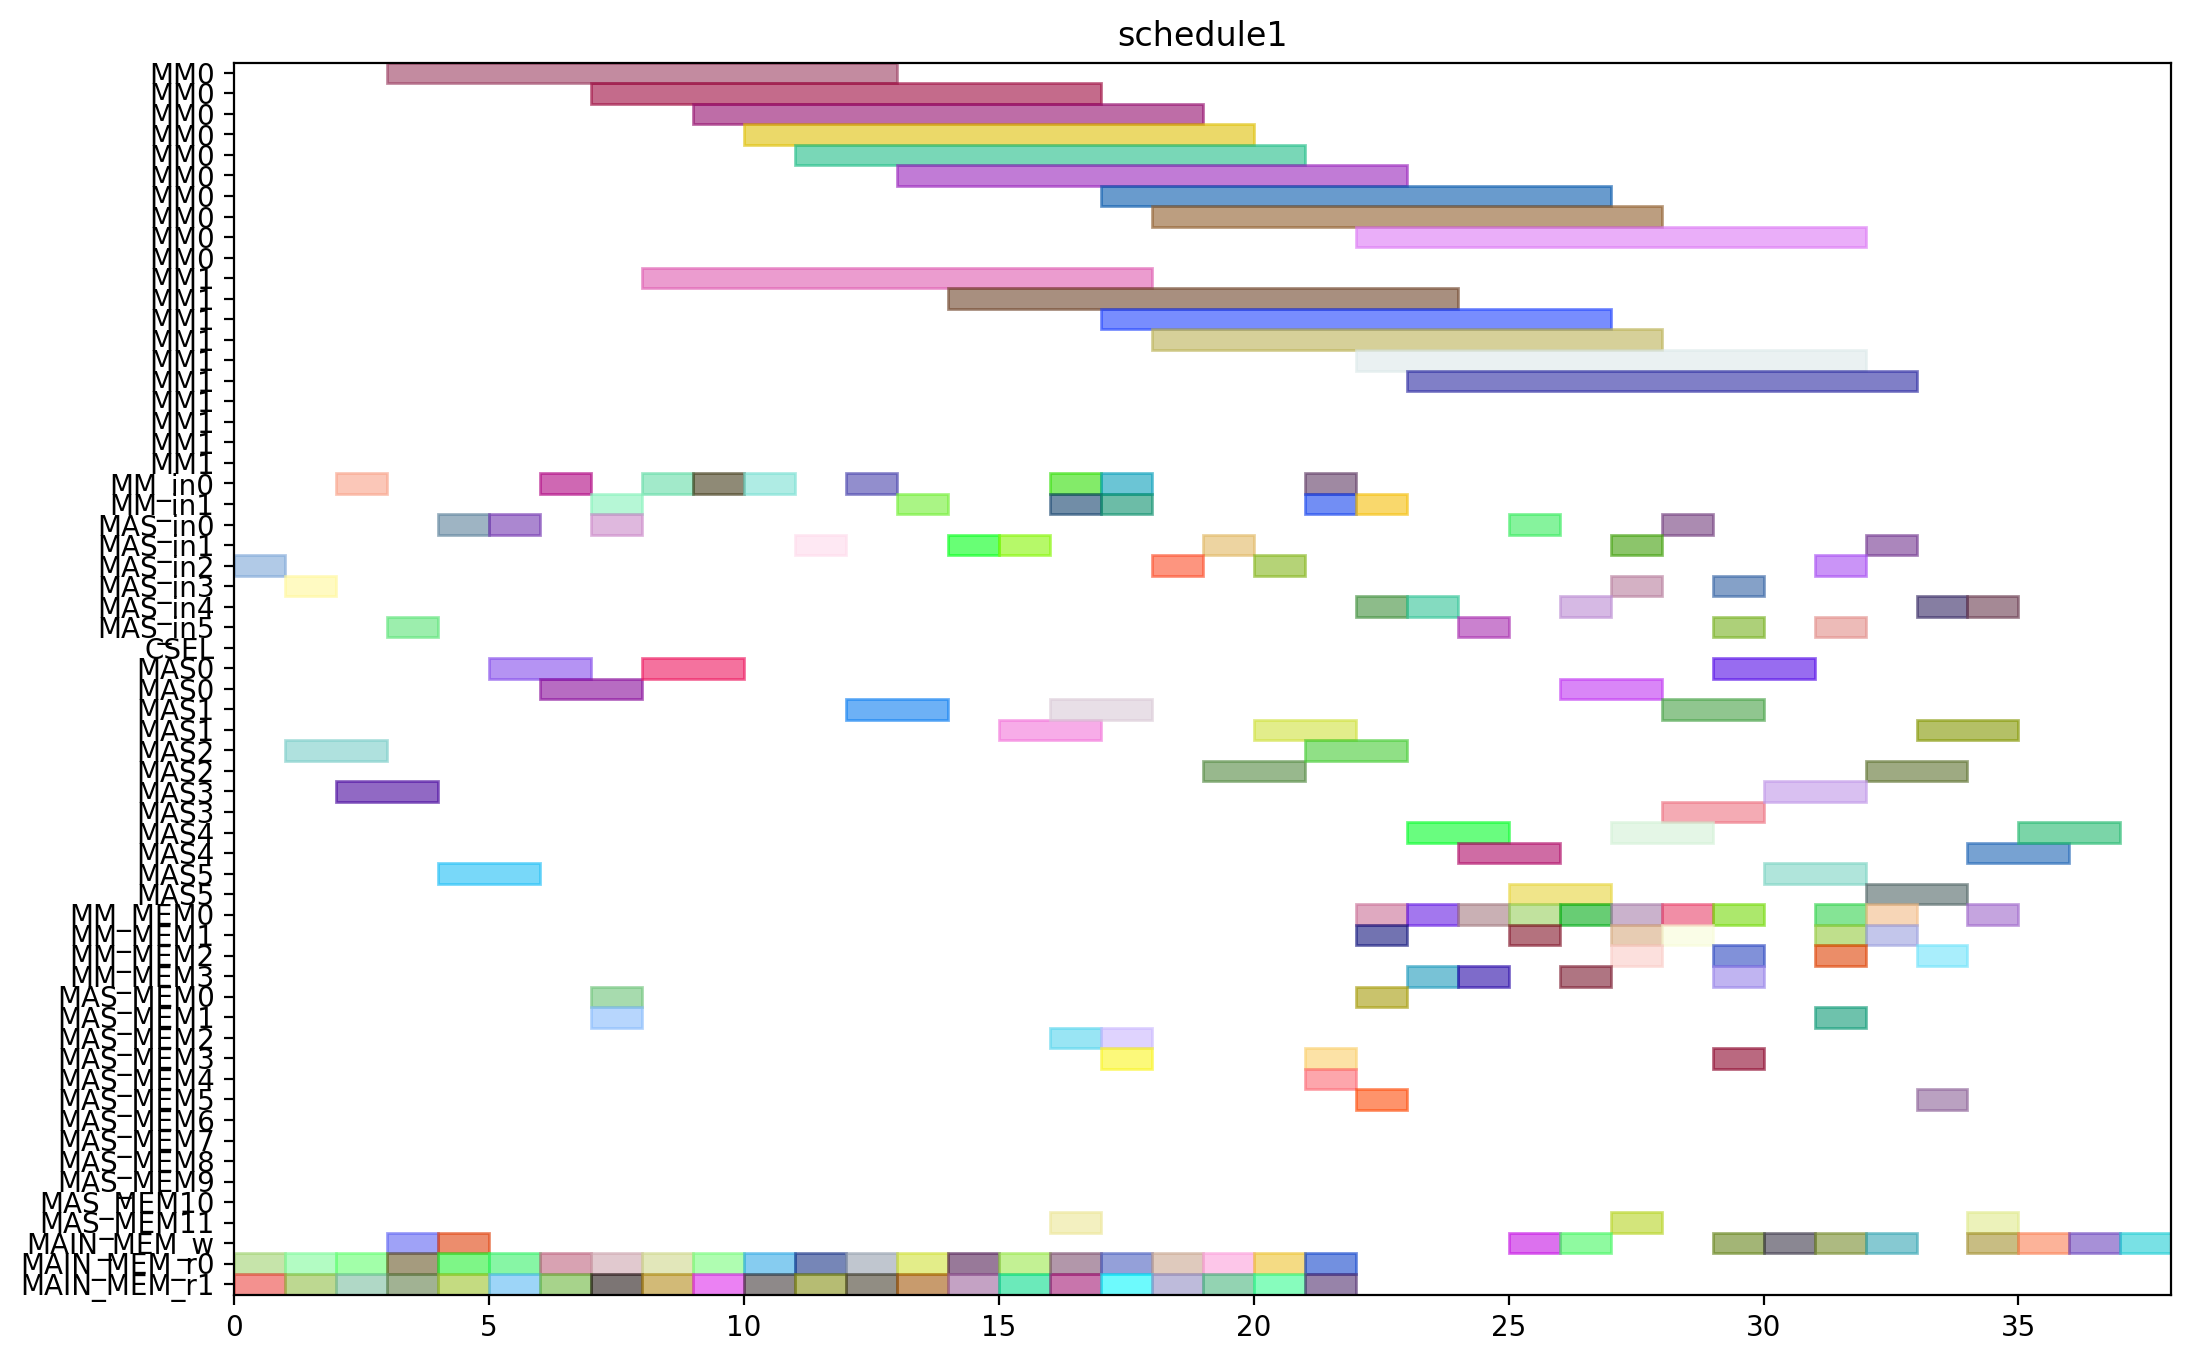 schedule1
MM0
MM0
MM0
MM0
MM0
MM0
MM0
MM0
MM0
MM0
MM1
MM1
MM1
MM1
MM1
MM1
MM1
MM1
MM1
MM1
MM_in0
MM_in1
MAS_in0
MAS_in1
MAS_in2
MAS_in3
MAS_in4
MAS_in5
CSEL
MAS0
MAS0
MAS1
MAS1
MAS2
MAS2
MAS3
MAS3
MAS4
MAS4
MAS5
MAS5
MM_MEM0
MM_MEM1
MM_MEM2
MM_MEM3
MAS_MEM0
MAS_MEM1
MAS_MEM2
MAS_MEM3
MAS_MEM4
MAS_MEM5
MAS_MEM6
MAS_MEM7
MAS_MEM8
MAS_MEM9
MAS_MEM10
MAS_MEM11
MAIN_MEM_w
MAIN_MEM_r0
MAIN_MEM_r1
0 5 10 15 20 25 30 35